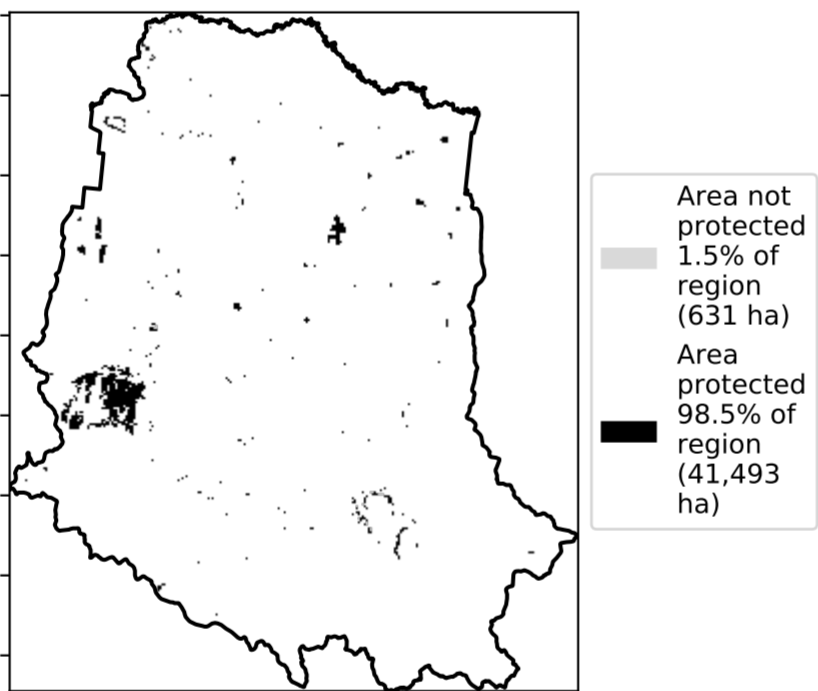 Area not
protected
1.5% of
region
(631 ha)
Area
protected
98.5% of
region
(41,493
ha)